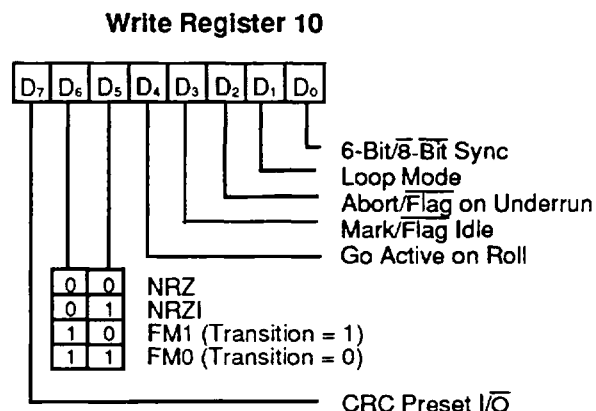 Write Register 10
D7 D6 D5 D4 D3 D2 D1 D0
6-Bit/8-Bit Sync
Loop Mode
Abort/Flag on Underrun
Mark/Flag Idle
Go Active on Roll
0 0 NRZ
0 1 NRZI
1 0 FM1 (Transition = 1)
1 1 FM0 (Transition = 0)
CRC Preset I/O